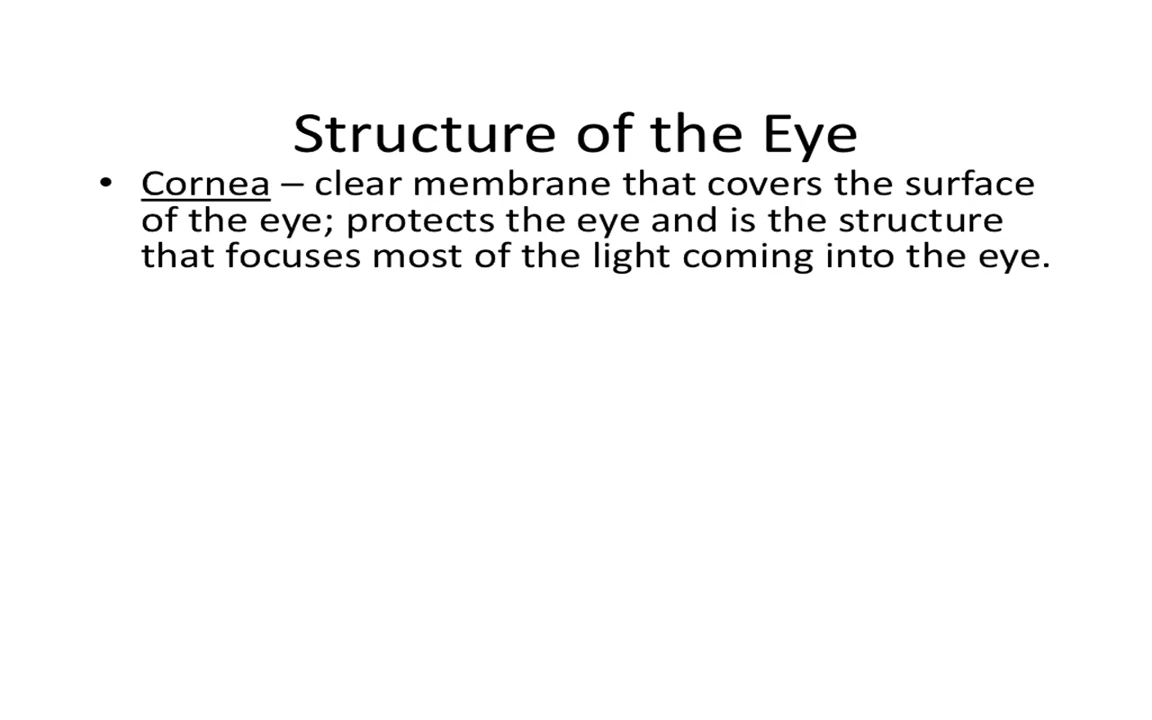 Structure of the Eye
• Cornea – clear membrane that covers the surface
of the eye; protects the eye and is the structure
that focuses most of the light coming into the eye.